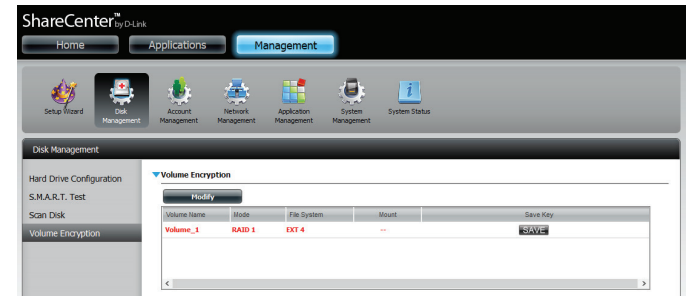 ShareCenter™ by D-Link
Home Applications Management
Setup Wizard Disk Management Account Management Network Management Application Management System Management System Status
Disk Management
Hard Drive Configuration
S.M.A.R.T. Test
Scan Disk
Volume Encryption
Volume Encryption
Modify
Volume Name Mode File System Mount Save Key
Volume_1 RAID 1 EXT 4 -- SAVE